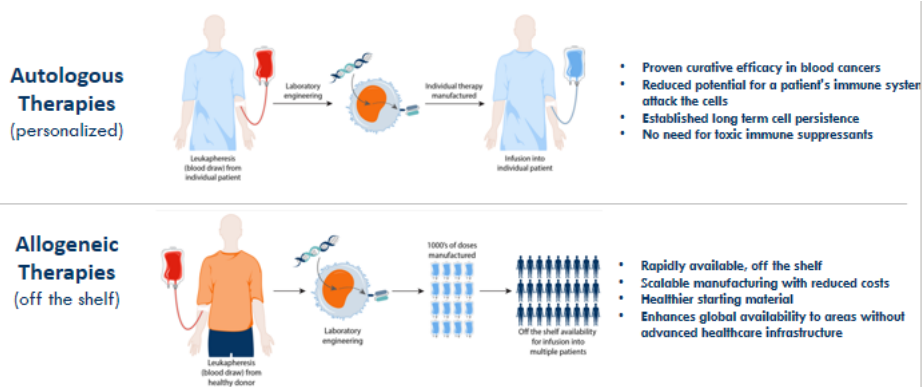 Autologous
Therapies
(personalized)
Laboratory
engineering
Individual therapy
manufactured
Leukapheresis
(blood draw) from
individual patient
Infusion into
individual patient
• Proven curative efficacy in blood cancers
• Reduced potential for a patient's immune system
attack the cells
• Established long term cell persistence
• No need for toxic immune suppressants
Allogeneic
Therapies
(off the shelf)
Leukapheresis
(blood draw) from
healthy donor
Laboratory
engineering
1000's of doses
manufactured
Off the shelf availability
for infusion into
multiple patients
• Rapidly available, off the shelf
• Scalable manufacturing with reduced costs
• Healthier starting material
• Enhances global availability to areas without
advanced healthcare infrastructure